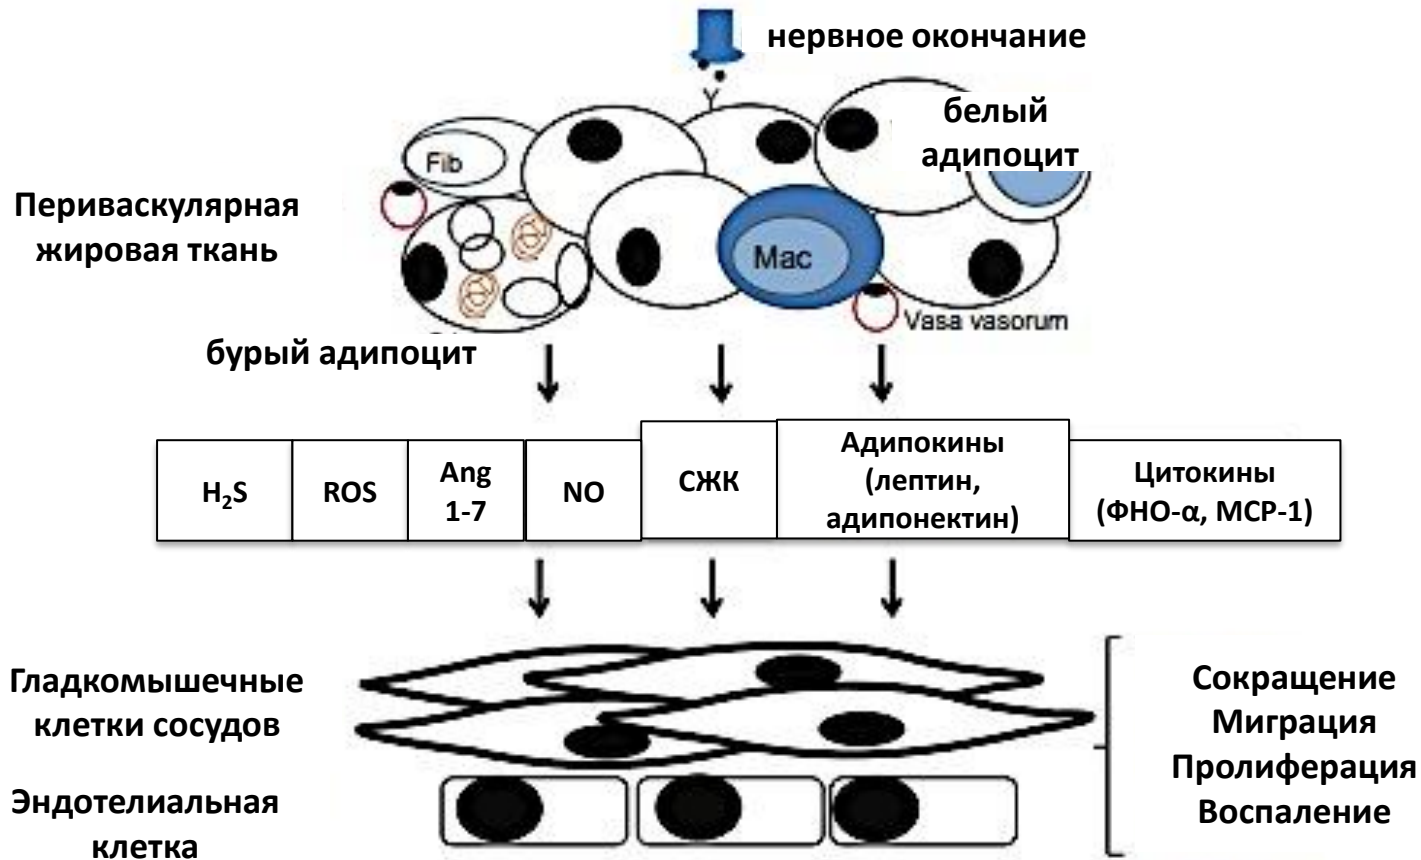 нервное окончание
белый
адипоцит
Fib
Периваскулярная
жировая ткань
Mac
Vasa vasorum
бурый адипоцит
H₂S
ROS
Ang
1-7
NO
СЖК
Адипокины
(лептин,
адипонектин)
Цитокины
(ФНО-α, МСР-1)
Гладкомышечные
клетки сосудов
Сокращение
Миграция
Пролиферация
Воспаление
Эндотелиальная
клетка